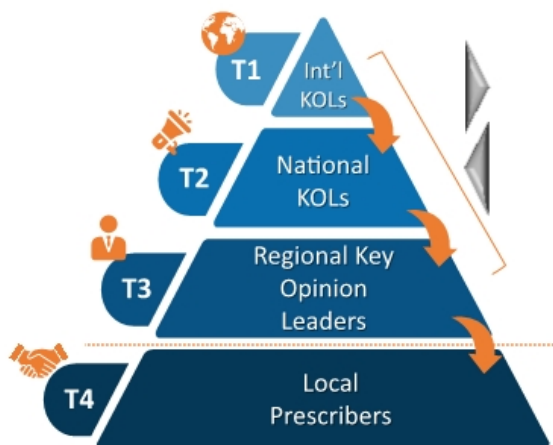 T1
Int'l
KOLs
T2
National
KOLs
T3
Regional Key
Opinion
Leaders
T4
Local
Prescribers